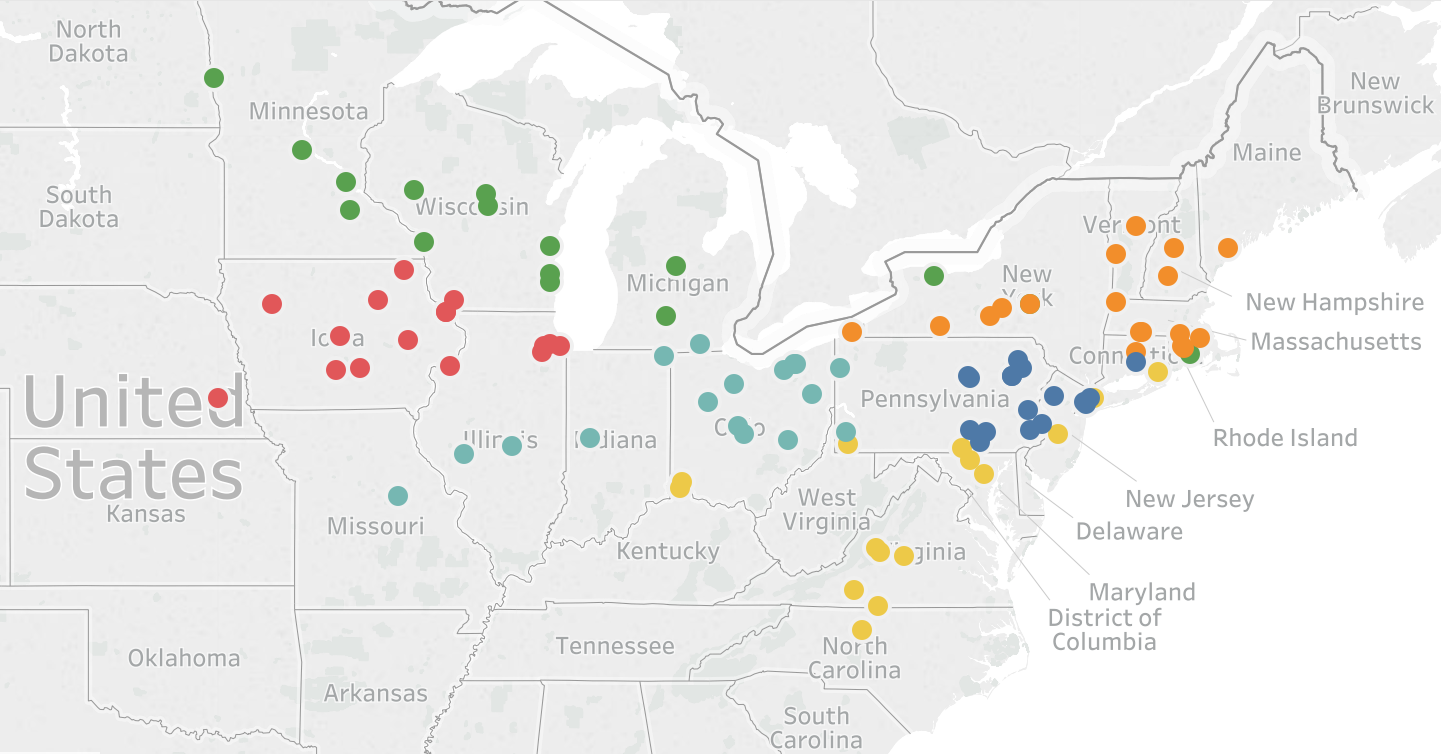 North
Dakota
Minnesota
New
Brunswick
Maine
South
Dakota
Wisconsin
Vermont
Michigan
New
York
New Hampshire
Iowa
Massachusetts
Connecticut
United
States
Pennsylvania
Illinois
Indiana
Ohio
Rhode Island
Kansas
Missouri
West
Virginia
New Jersey
Delaware
Kentucky
Virginia
Maryland
District of
Columbia
Oklahoma
Tennessee
North
Carolina
Arkansas
South
Carolina